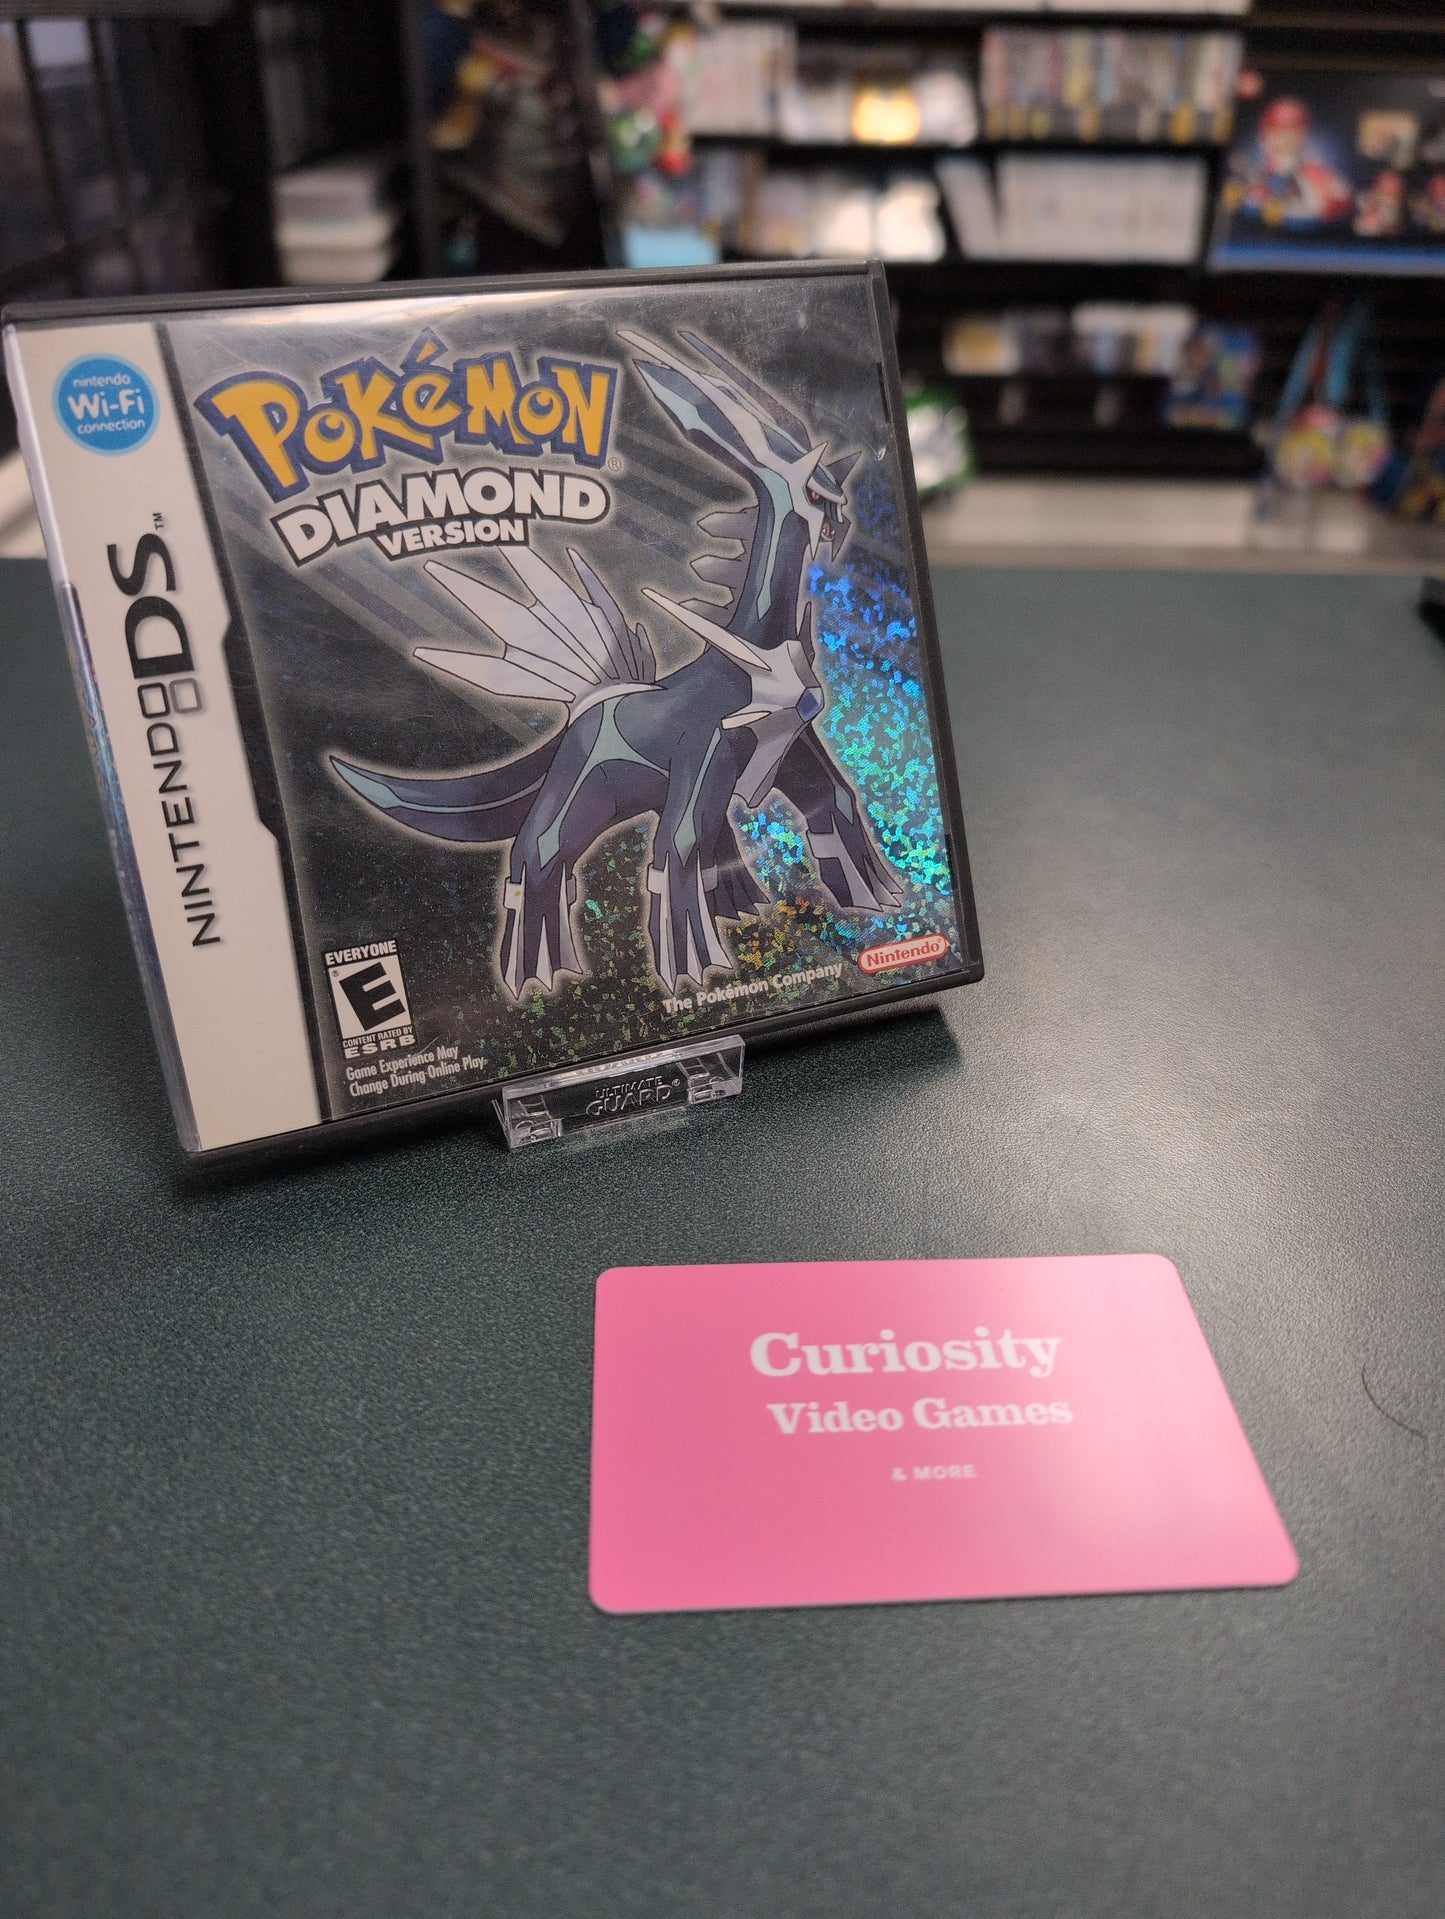 nintendo
Wi-Fi
connection
NINTENDO DS™
POKéMON®
DIAMOND
VERSION
EVERYONE
E
®
CONTENT RATED BY
ESRB
Game Experience May
Change During Online Play
The Pokémon Company
Nintendo®
ULTIMATE
GUARD®
Curiosity
Video Games
& MORE